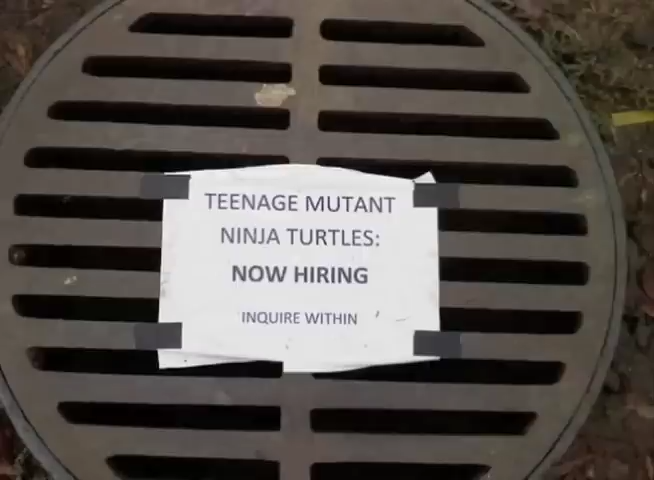 TEENAGE MUTANT
NINJA TURTLES:
NOW HIRING
INQUIRE WITHIN